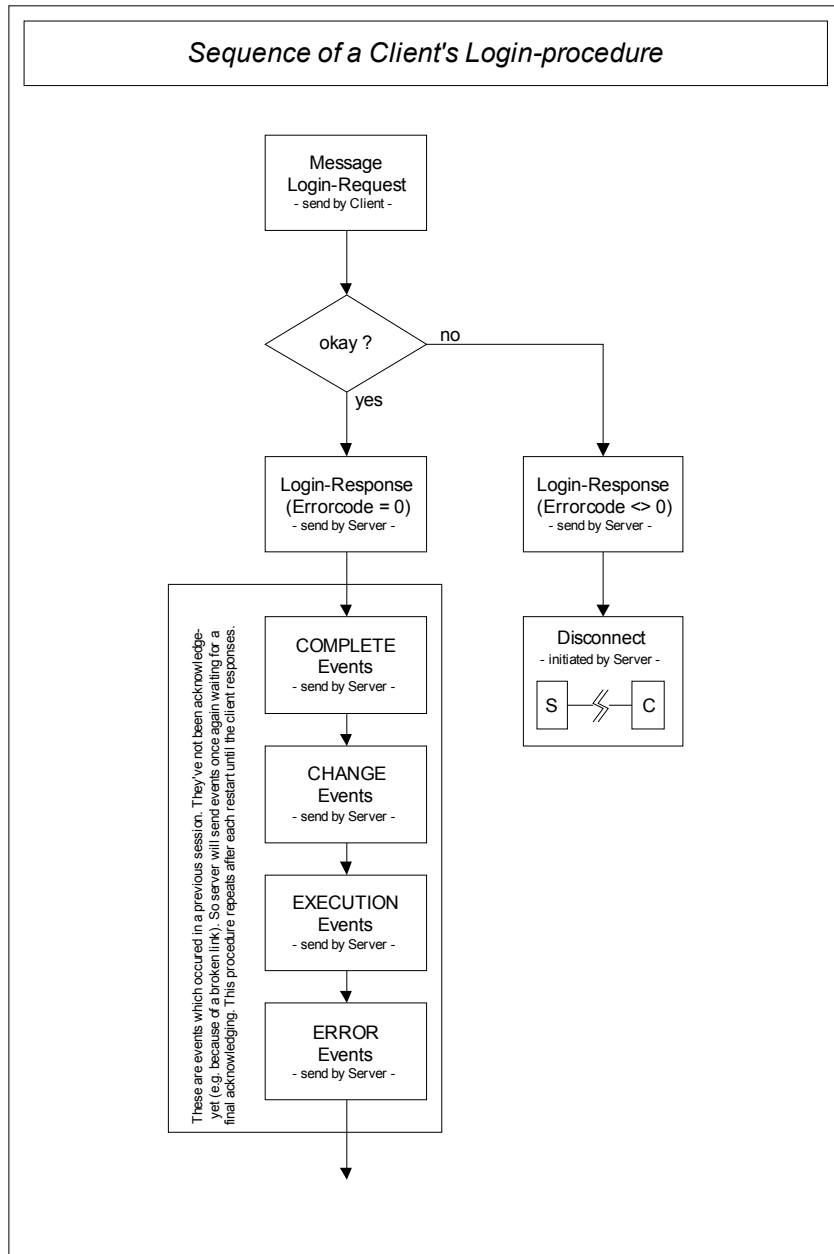 Sequence of a Client's Login-procedure
Message
Login-Request
- send by Client -
okay ?
no
yes
Login-Response
(Errorcode = 0)
- send by Server -
Login-Response
(Errorcode <> 0)
- send by Server -
These are events which occured in a previous session. They've not been acknowledge-
yet (e.g. because of a broken link). So server will send events once again waiting for a
final acknowledging. This procedure repeats after each restart until the client responses.
COMPLETE
Events
- send by Server -
Disconnect
- initiated by Server -
S
C
CHANGE
Events
- send by Server -
EXECUTION
Events
- send by Server -
ERROR
Events
- send by Server -